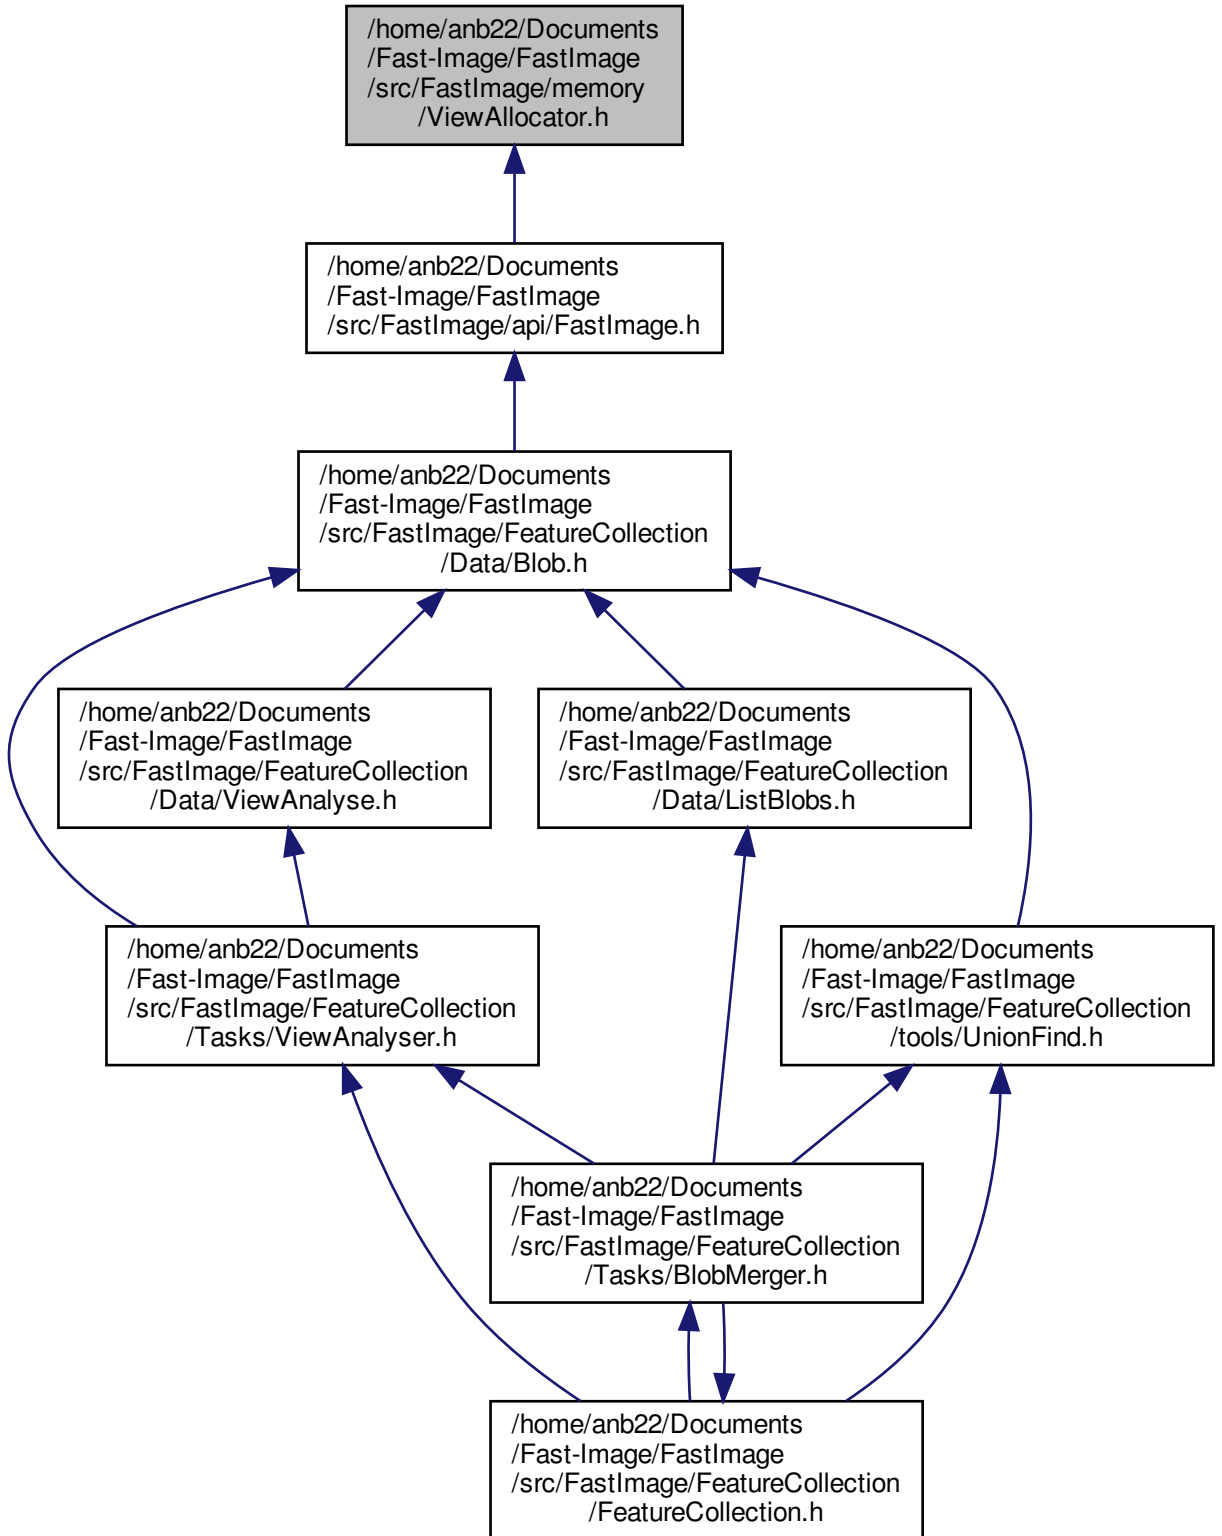 /home/anb22/Documents
/Fast-Image/FastImage
/src/FastImage/memory
/ViewAllocator.h
/home/anb22/Documents
/Fast-Image/FastImage
/src/FastImage/api/FastImage.h
/home/anb22/Documents
/Fast-Image/FastImage
/src/FastImage/FeatureCollection
/Data/Blob.h
/home/anb22/Documents
/Fast-Image/FastImage
/src/FastImage/FeatureCollection
/Data/ViewAnalyse.h
/home/anb22/Documents
/Fast-Image/FastImage
/src/FastImage/FeatureCollection
/Data/ListBlobs.h
/home/anb22/Documents
/Fast-Image/FastImage
/src/FastImage/FeatureCollection
/Tasks/ViewAnalyser.h
/home/anb22/Documents
/Fast-Image/FastImage
/src/FastImage/FeatureCollection
/tools/UnionFind.h
/home/anb22/Documents
/Fast-Image/FastImage
/src/FastImage/FeatureCollection
/Tasks/BlobMerger.h
/home/anb22/Documents
/Fast-Image/FastImage
/src/FastImage/FeatureCollection
/FeatureCollection.h